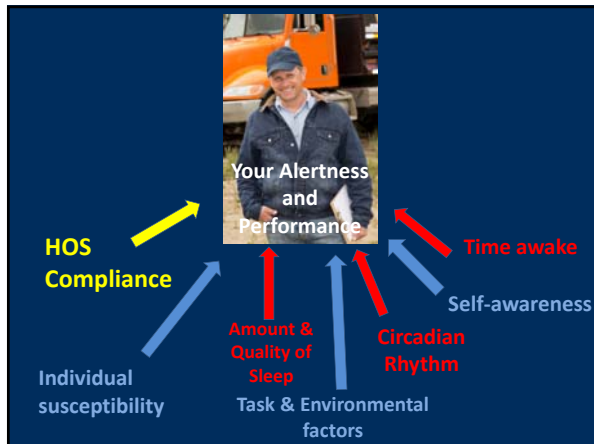 Your Alertness
and
Performance
HOS
Compliance
Time awake
Self-awareness
Amount &
Quality of
Sleep
Circadian
Rhythm
Individual
susceptibility
Task & Environmental
factors